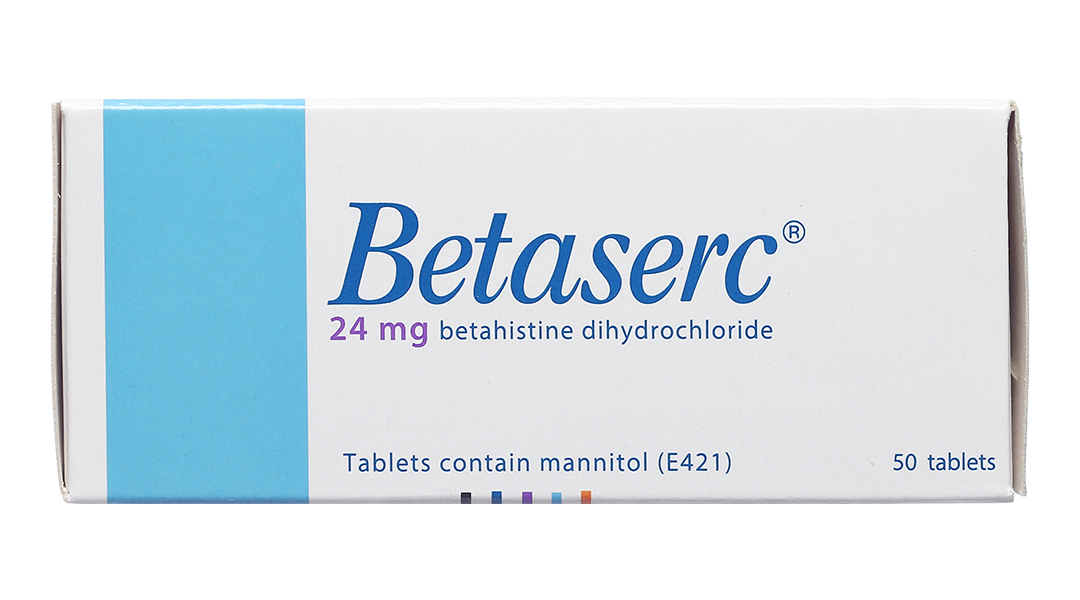 Betaserc®
24 mg betahistine dihydrochloride
Tablets contain mannitol (E421)
50 tablets